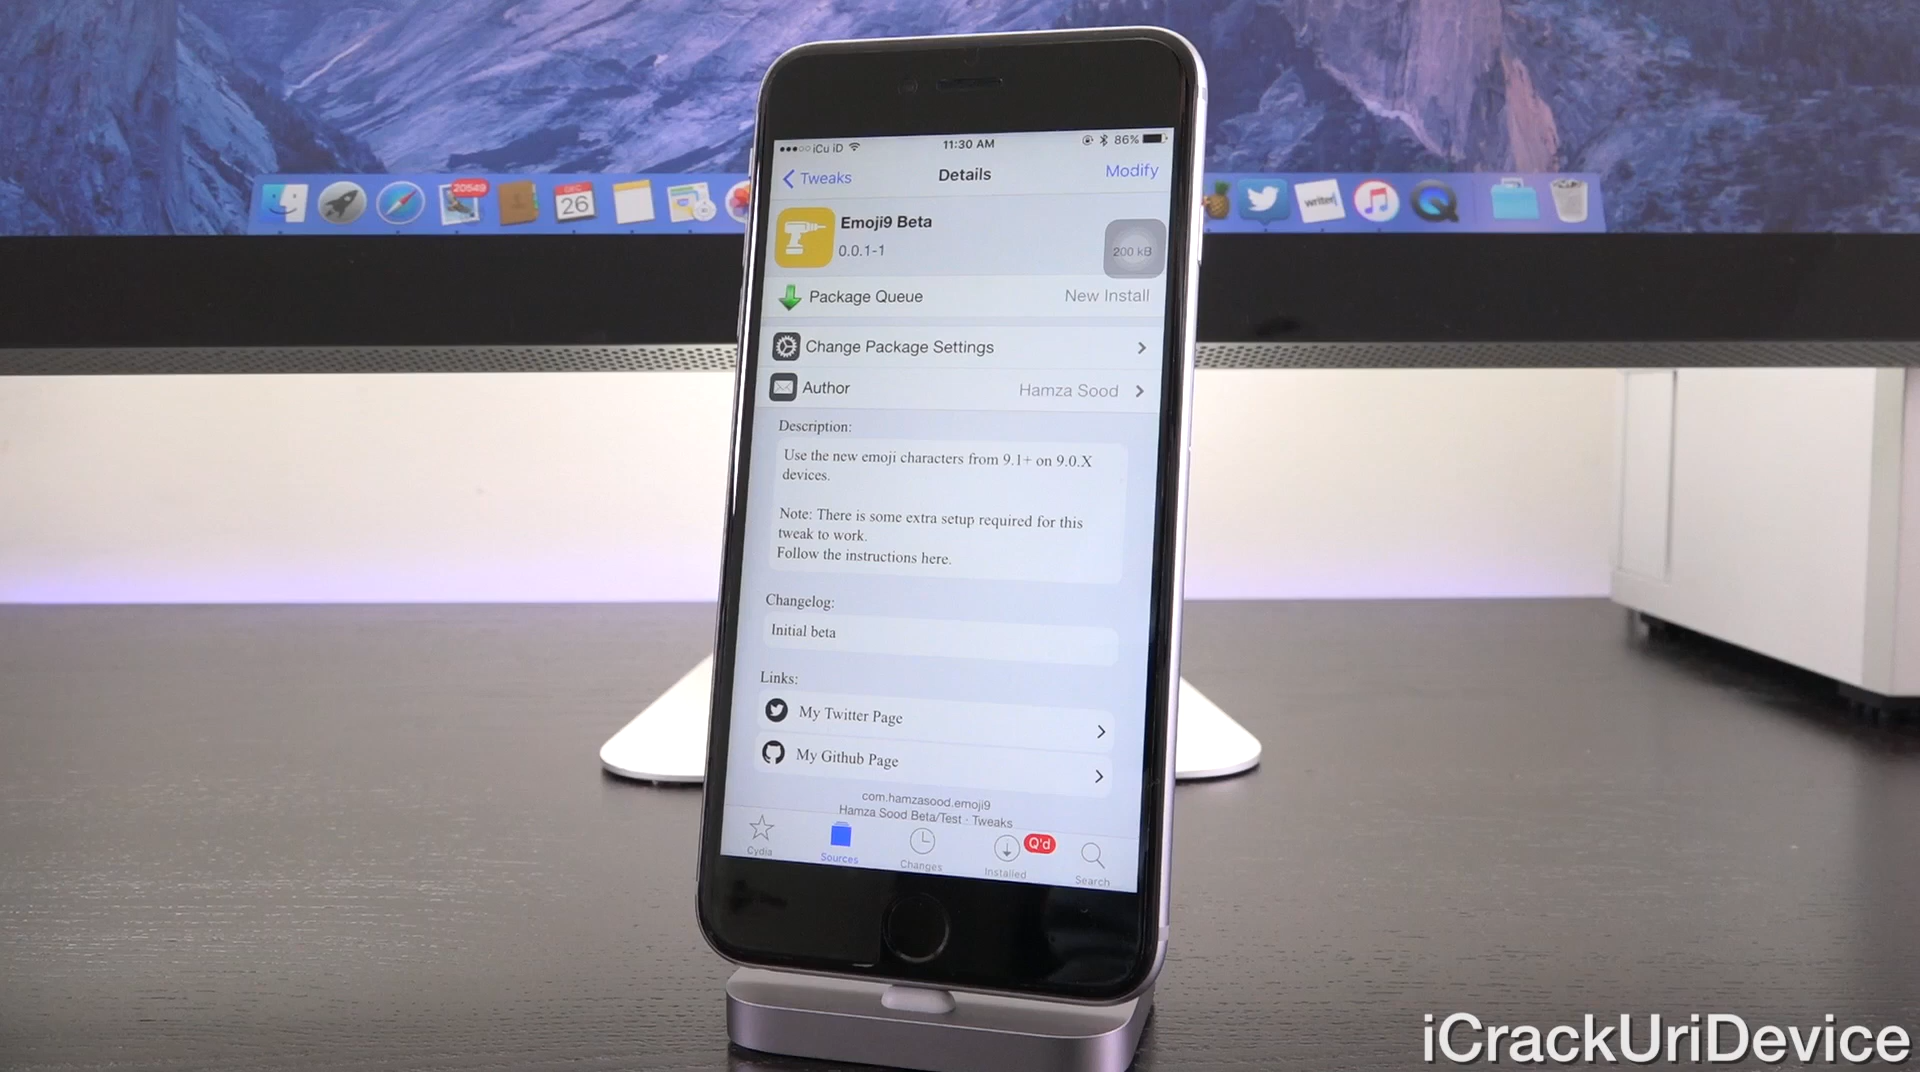 iCu iD
11:30 AM
86%
Tweaks
Details
Modify
20549
DEC
26
writer
Emoji9 Beta
0.0.1-1
200 kB
Package Queue
New Install
Change Package Settings
Author
Hamza Sood
Description:
Use the new emoji characters from 9.1+ on 9.0.X
devices.
Note: There is some extra setup required for this
tweak to work.
Follow the instructions here.
Changelog:
Initial beta
Links:
My Twitter Page
My Github Page
com.hamzasood.emoji9
Hamza Sood Beta/Test · Tweaks
Cydia
Sources
Changes
Installed
Q'd
Search
iCrackUriDevice